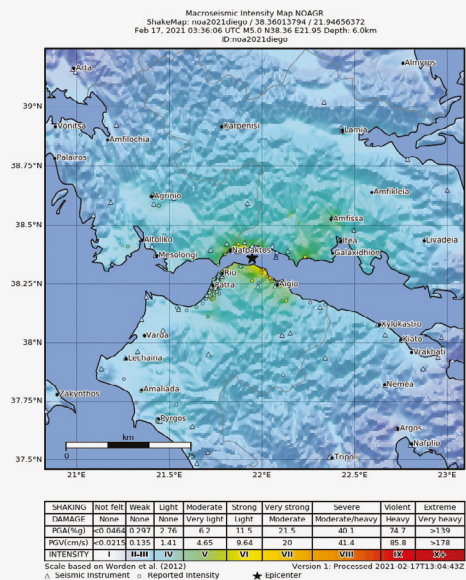 Macroseismic Intensity Map NOAGR
ShakeMap: noa2021diego / 38.36013794 / 21.94656372
Feb 17, 2021 03:36:06 UTC M5.0 N38.36 E21.95 Depth: 6.0km
ID:noa2021diego
Arta
Almyros
39°N
Vonitsa
Karpenisi
Lamia
Amfilochia
Palairos
38.75°N
Agrinio
Amfikleia
38.5°N
Amfissa
Aitoliko
Nafpaktos
Itea
Livadeia
Mesolongi
Galaxidhion
38.25°N
Rio
Patra
Aigio
Xylukastro
38°N
Varda
Kiato
Lechaina
Vrakhati
37.75°N
Zakynthos
Amaliada
Nemea
Pyrgos
Argos
km
Nafplio
0
75
37.5°N
Tripoli
21°E
21.5°E
22°E
22.5°E
SHAKING Not felt Weak Light Moderate Strong Very strong Severe Violent Extreme
DAMAGE None None None Very light Light Moderate Moderate/heavy Heavy Very heavy
PGA(%g) <0.0464 0.297 2.76 6.2 11.5 21.5 40.1 74.7 >139
PGV(cm/s) <0.0215 0.135 1.41 4.65 9.64 20 41.4 85.8 >178
INTENSITY I II-III IV V VI VII VIII IX X+
Scale based on Worden et al. (2012)
Version 1: Processed 2021-02-17T13:04:43Z
△ Seismic Instrument ○ Reported Intensity ★ Epicenter